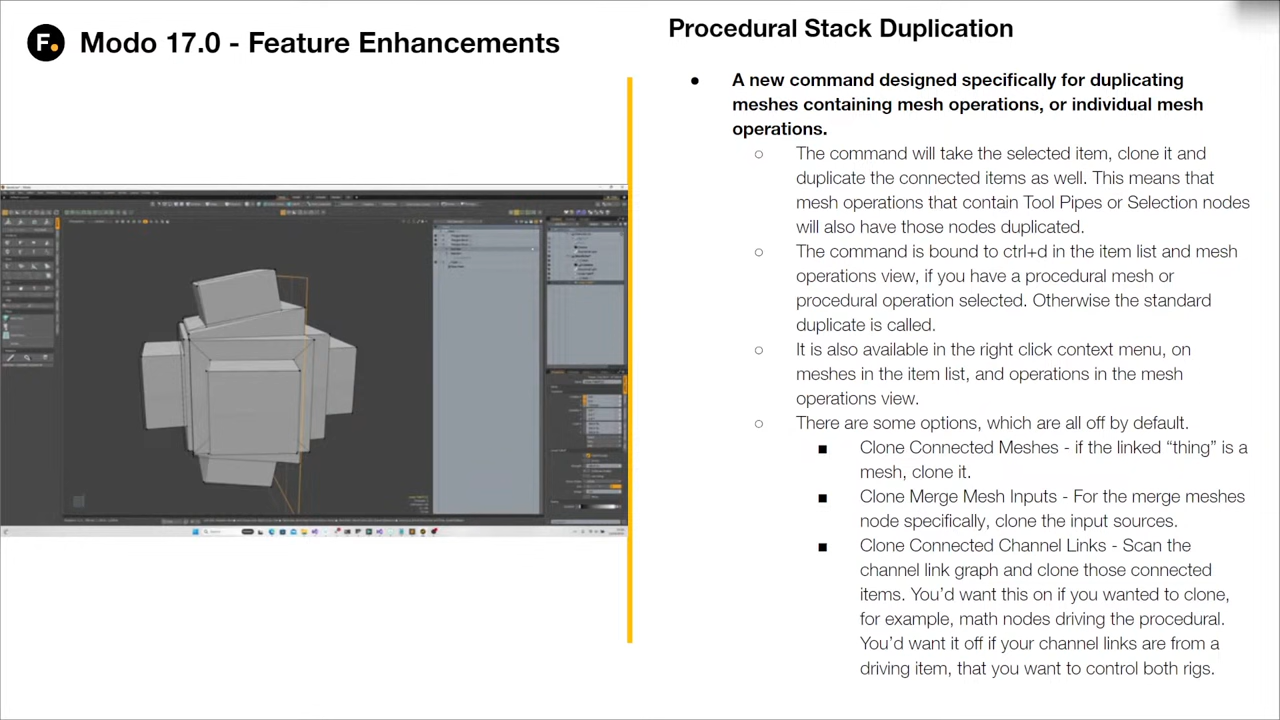 F.
Modo 17.0 - Feature Enhancements
Procedural Stack Duplication
● A new command designed specifically for duplicating
meshes containing mesh operations, or individual mesh
operations.
○ The command will take the selected item, clone it and
duplicate the connected items as well. This means that
mesh operations that contain Tool Pipes or Selection nodes
will also have those nodes duplicated.
○ The command is bound to ctrl+d in the item list and mesh
operations view, if you have a procedural mesh or
procedural operation selected. Otherwise the standard
duplicate is called.
○ It is also available in the right click context menu, on
meshes in the item list, and operations in the mesh
operations view.
○ There are some options, which are all off by default.
■ Clone Connected Meshes - if the linked “thing” is a
mesh, clone it.
■ Clone Merge Mesh Inputs - For the merge meshes
node specifically, clone the input sources.
■ Clone Connected Channel Links - Scan the
channel link graph and clone those connected
items. You’d want this on if you wanted to clone,
for example, math nodes driving the procedural.
You’d want it off if your channel links are from a
driving item, that you want to control both rigs.